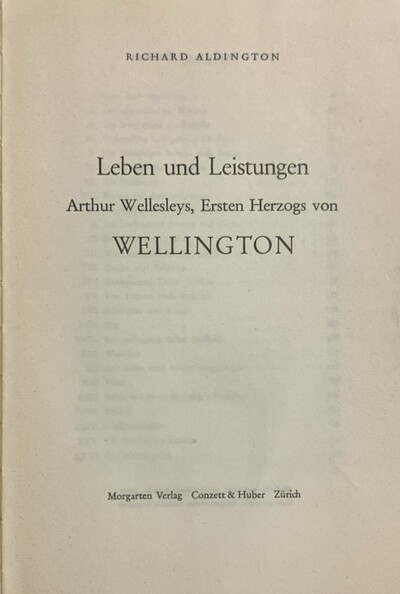 RICHARD ALDINGTON
Leben und Leistungen
Arthur Wellesleys, Ersten Herzogs von
WELLINGTON
Morgarten Verlag Conzett & Huber Zürich